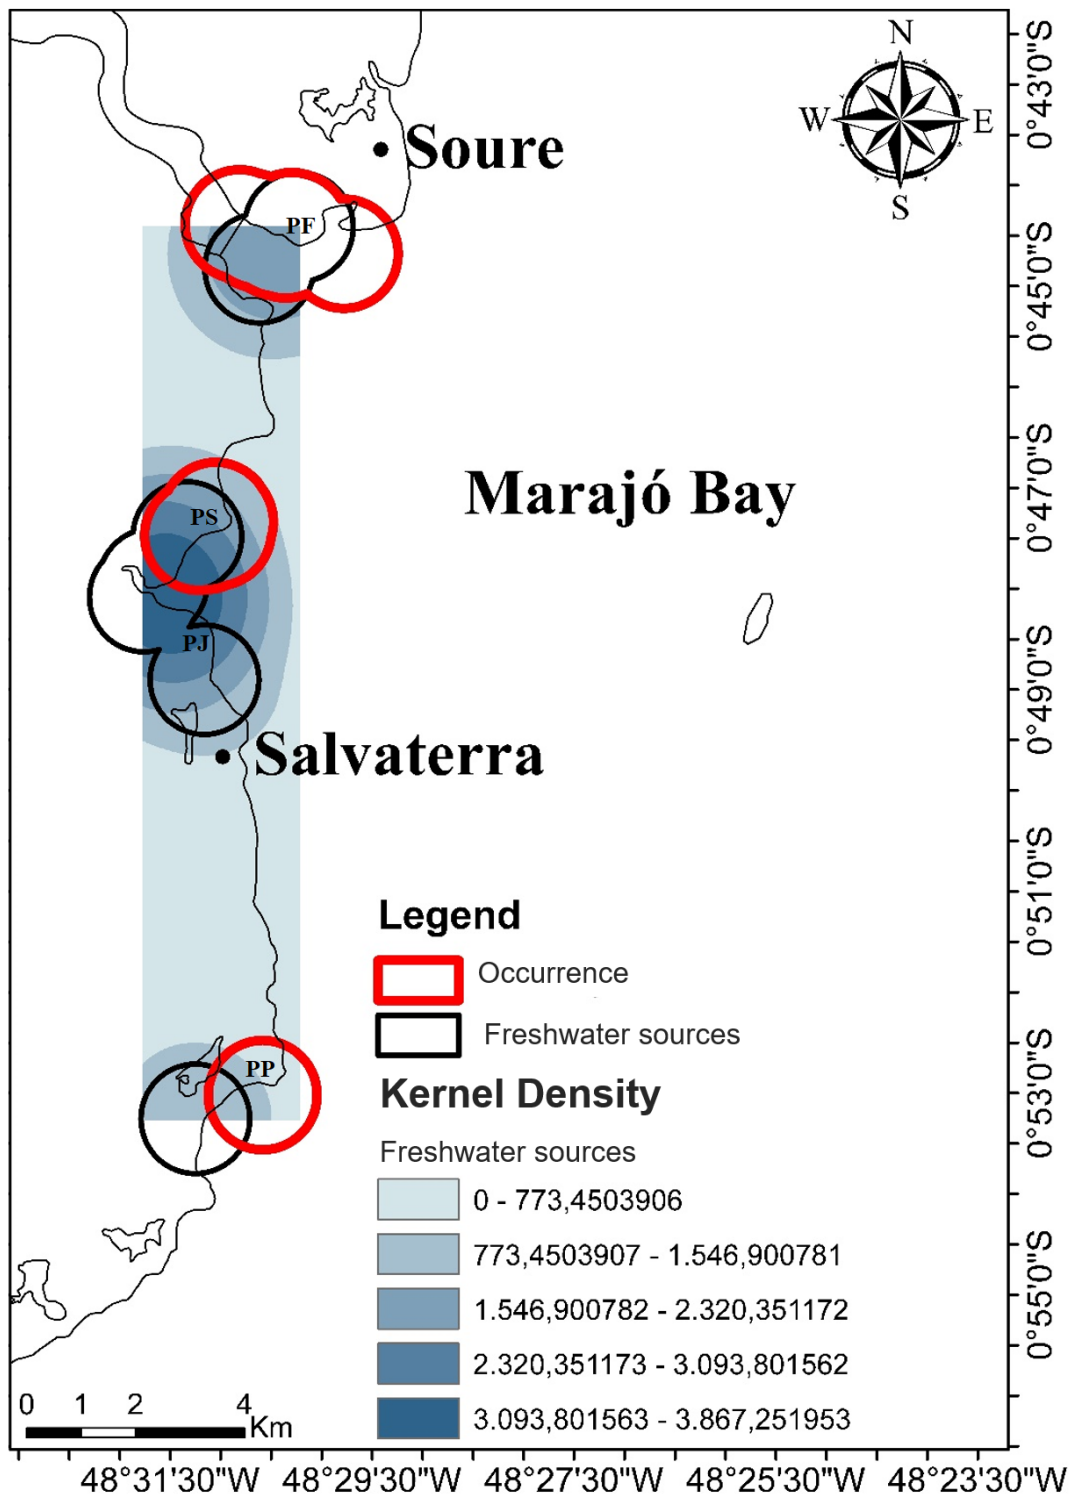 N
W E
S
Soure
PF
Marajó Bay
PS
PJ
Salvaterra
PP
Legend
Occurrence
Freshwater sources
Kernel Density
Freshwater sources
0 - 773,4503906
773,4503907 - 1.546,900781
1.546,900782 - 2.320,351172
2.320,351173 - 3.093,801562
3.093,801563 - 3.867,251953
0 1 2 4
Km
0°43'0"S
0°45'0"S
0°47'0"S
0°49'0"S
0°51'0"S
0°53'0"S
0°55'0"S
48°31'30"W 48°29'30"W 48°27'30"W 48°25'30"W 48°23'30"W